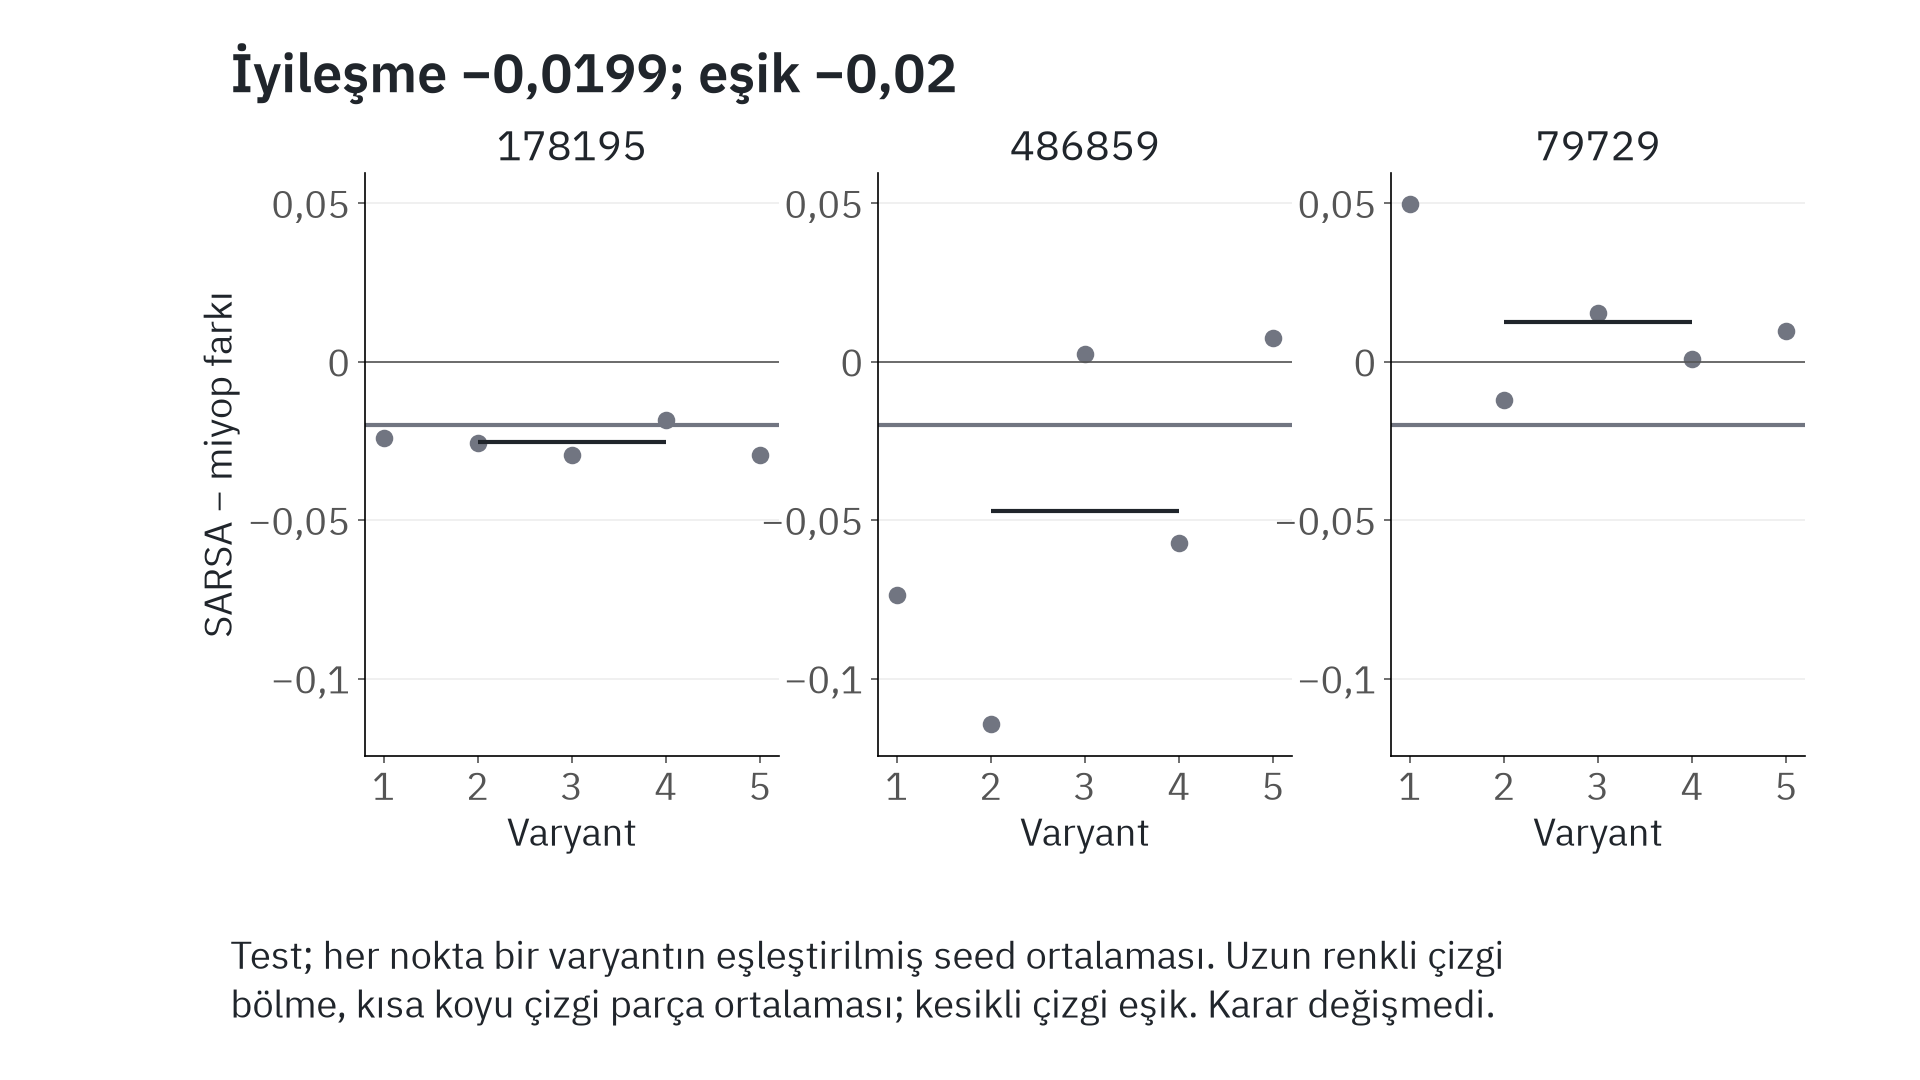 İyileşme −0,0199; eşik −0,02
178195
486859
79729
SARSA – miyop farkı
0,05
0
−0,05
−0,1
0,05
0
−0,05
−0,1
0,05
0
−0,05
−0,1
1 2 3 4 5
1 2 3 4 5
1 2 3 4 5
Varyant
Varyant
Varyant
Test; her nokta bir varyantın eşleştirilmiş seed ortalaması. Uzun renkli çizgi
bölme, kısa koyu çizgi parça ortalaması; kesikli çizgi eşik. Karar değişmedi.